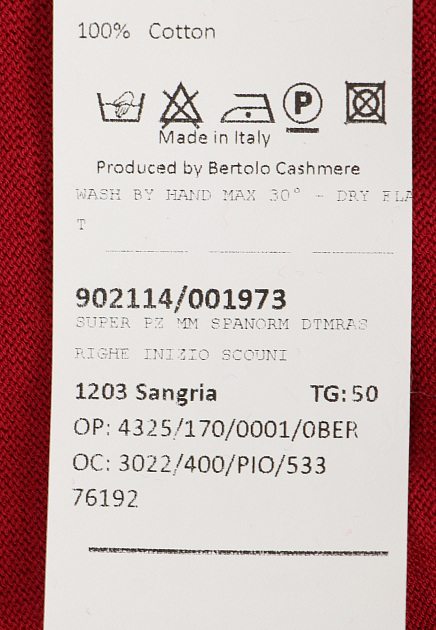 100% Cotton
P
Made in Italy
Produced by Bertolo Cashmere
WASH BY HAND MAX 30° - DRY FLA
T
902114/001973
SUPER PZ MM SPANORM DTMRAS
RIGHE INIZIO SCOUNI
1203 Sangria TG: 50
OP: 4325/170/0001/0BER
OC: 3022/400/PIO/533
76192